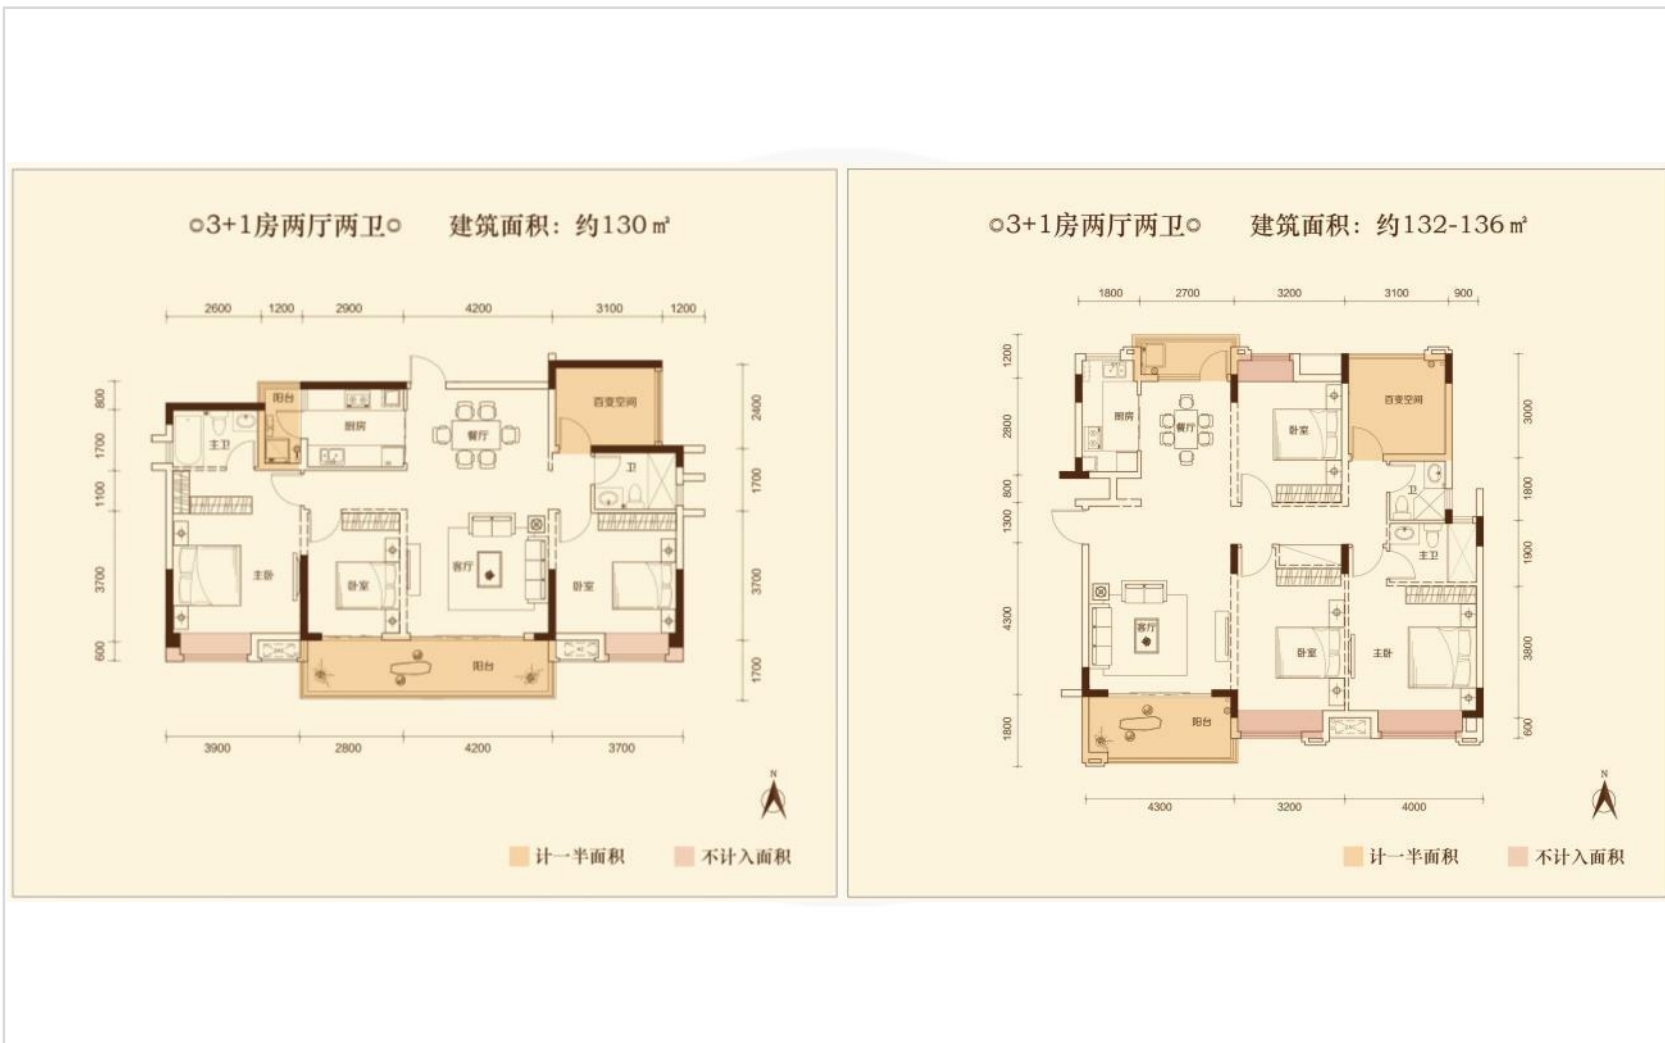 3+1房两厅两卫 建筑面积：约130㎡
2600 1200 2900 4200 3100 1200
800
1700
1100
3700
600
2400
1700
3700
1700
阳台
厨房
餐厅
百变空间
主卫
卫
主卧
卧室
客厅
卧室
阳台
3900 2800 4200 3700
N
计一半面积 不计入面积
3+1房两厅两卫 建筑面积：约132-136㎡
1800 2700 3200 3100 900
1200
2800
800
1300
4300
1800
3000
1800
1900
3800
600
厨房
餐厅
卧室
百变空间
卫
主卫
客厅
卧室
主卧
阳台
4300 3200 4000
N
计一半面积 不计入面积